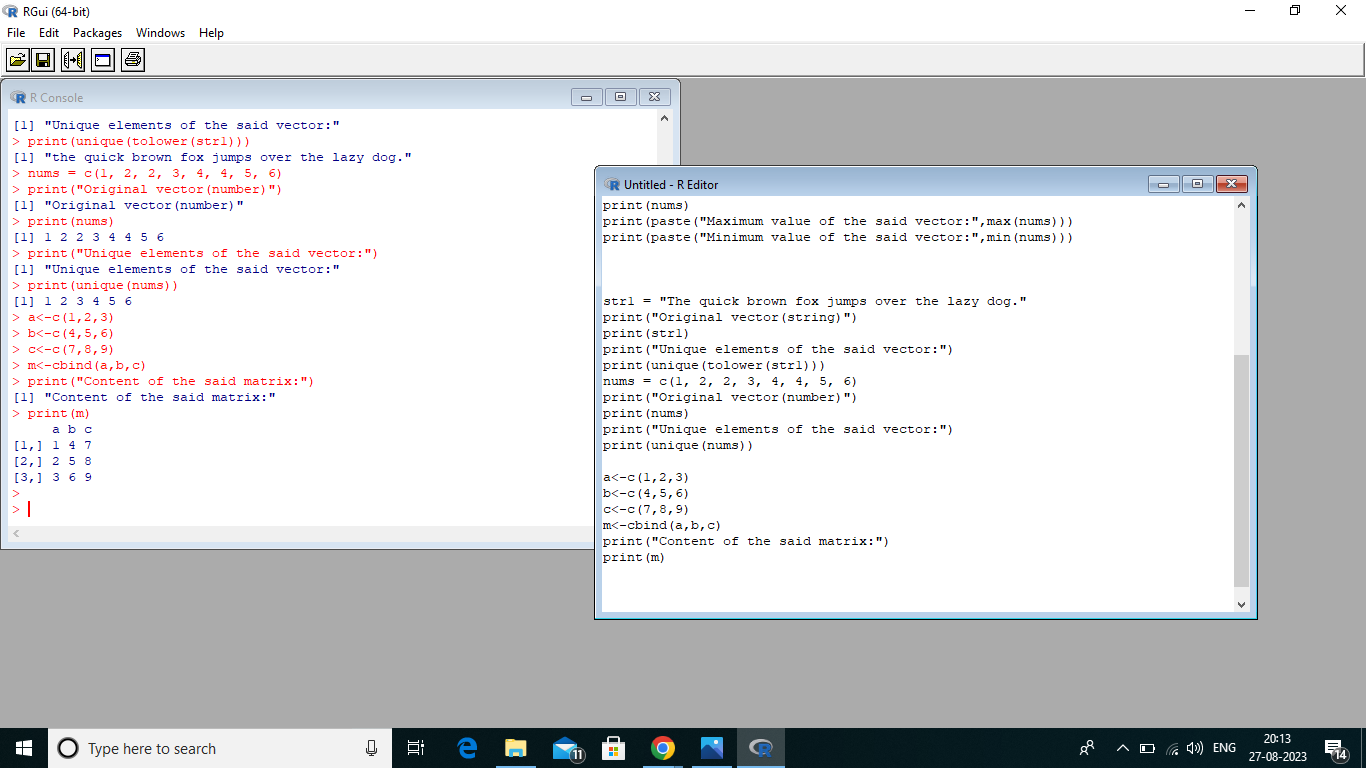 RGui (64-bit)
File Edit Packages Windows Help
R Console
[1] "Unique elements of the said vector:"
> print(unique(tolower(str1)))
[1] "the quick brown fox jumps over the lazy dog."
> nums = c(1, 2, 2, 3, 4, 4, 5, 6)
> print("Original vector(number)")
[1] "Original vector(number)"
> print(nums)
[1] 1 2 2 3 4 4 5 6
> print("Unique elements of the said vector:")
[1] "Unique elements of the said vector:"
> print(unique(nums))
[1] 1 2 3 4 5 6
> a<-c(1,2,3)
> b<-c(4,5,6)
> c<-c(7,8,9)
> m<-cbind(a,b,c)
> print("Content of the said matrix:")
[1] "Content of the said matrix:"
> print(m)
     a b c
[1,] 1 4 7
[2,] 2 5 8
[3,] 3 6 9
>
>
Untitled - R Editor
print(nums)
print(paste("Maximum value of the said vector:",max(nums)))
print(paste("Minimum value of the said vector:",min(nums)))
str1 = "The quick brown fox jumps over the lazy dog."
print("Original vector(string)")
print(str1)
print("Unique elements of the said vector:")
print(unique(tolower(str1)))
nums = c(1, 2, 2, 3, 4, 4, 5, 6)
print("Original vector(number)")
print(nums)
print("Unique elements of the said vector:")
print(unique(nums))
a<-c(1,2,3)
b<-c(4,5,6)
c<-c(7,8,9)
m<-cbind(a,b,c)
print("Content of the said matrix:")
print(m)
Type here to search
11
ENG
20:13
27-08-2023
14